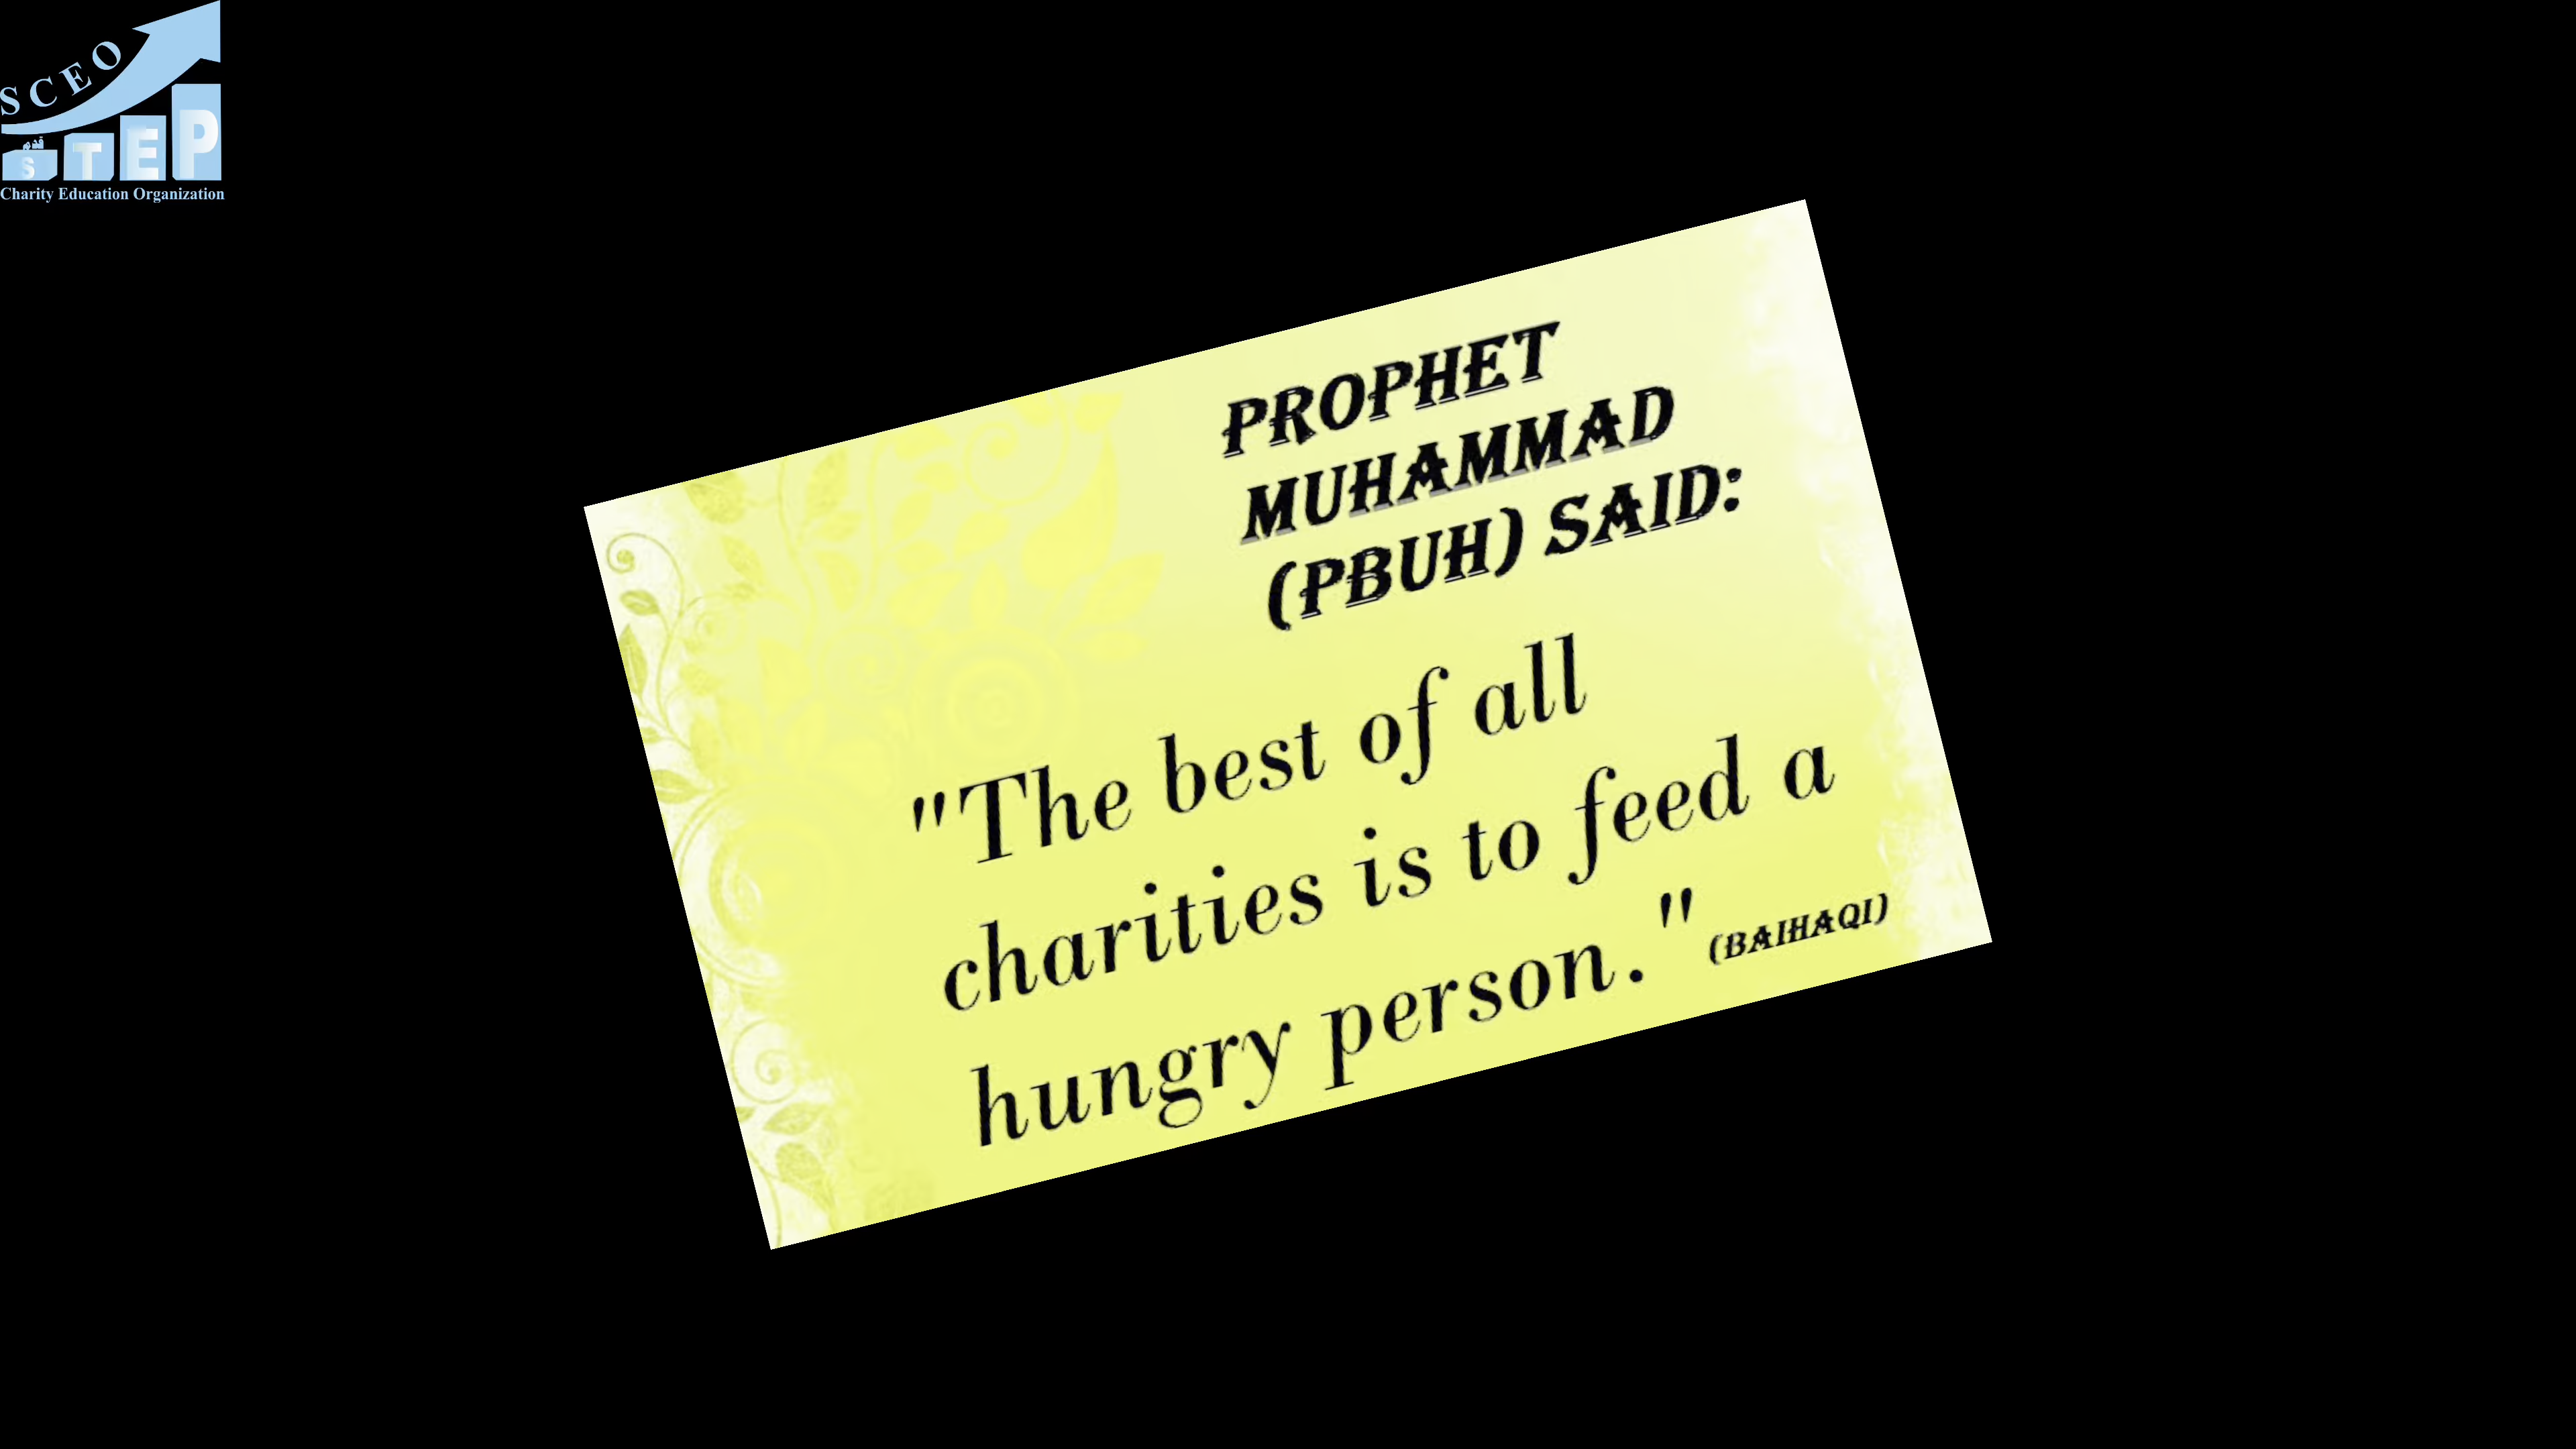 SCEO
قدم
STEP
Charity Education Organization
PROPHET
MUHAMMAD
(PBUH) SAID:
"The best of all
charities is to feed a
hungry person." (BAIHAQI)